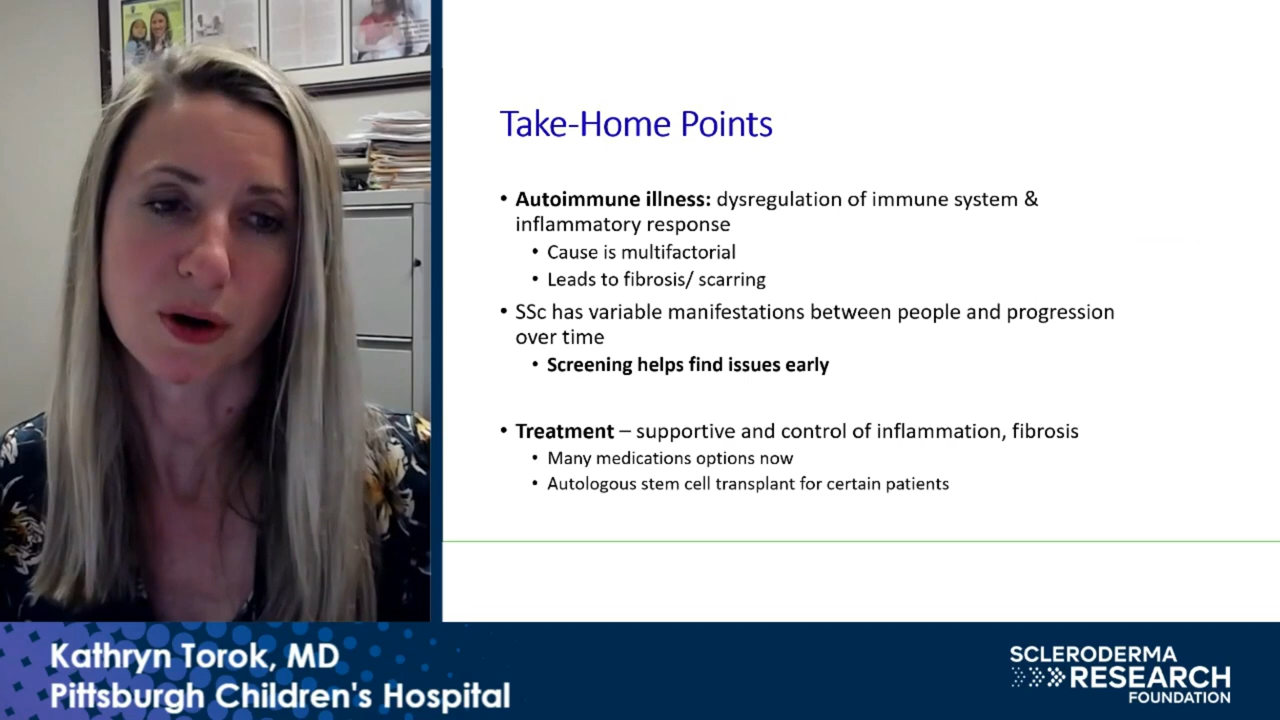 Take-Home Points
• Autoimmune illness: dysregulation of immune system &
inflammatory response
• Cause is multifactorial
• Leads to fibrosis/ scarring
• SSc has variable manifestations between people and progression
over time
• Screening helps find issues early
• Treatment – supportive and control of inflammation, fibrosis
• Many medications options now
• Autologous stem cell transplant for certain patients
Kathryn Torok, MD
Pittsburgh Children's Hospital
SCLERODERMA
RESEARCH
FOUNDATION